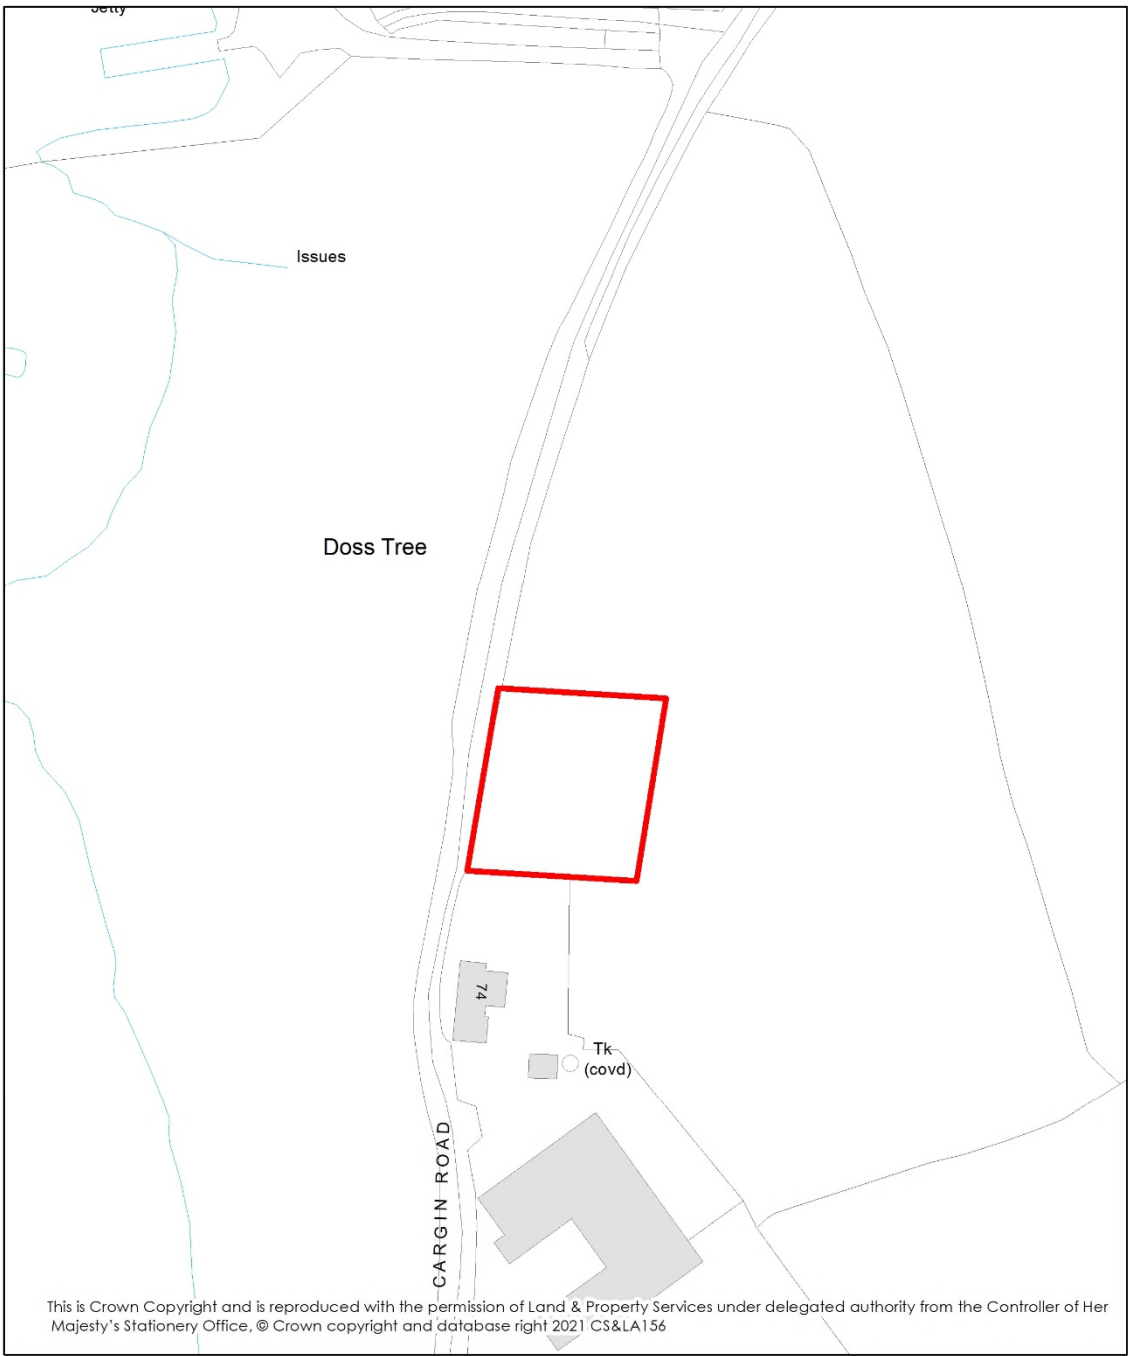 Jetty
Issues
Doss Tree
74
Tk
(covd)
CARGIN ROAD
This is Crown Copyright and is reproduced with the permission of Land & Property Services under delegated authority from the Controller of Her
Majesty's Stationery Office, © Crown copyright and database right 2021 CS&LA156